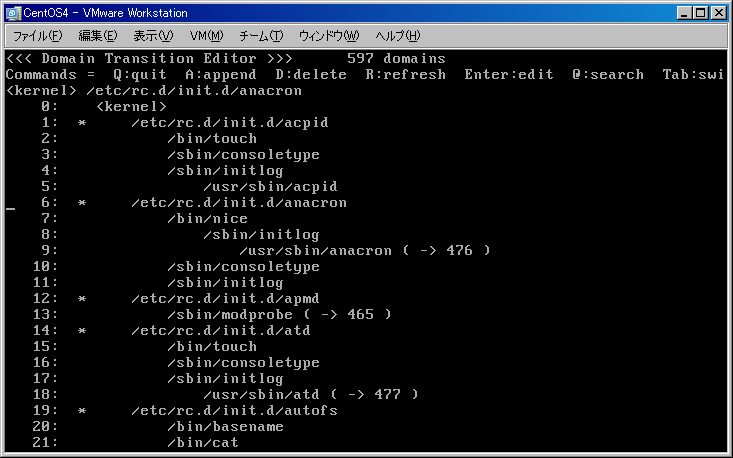 CentOS4 - VMware Workstation
ファイル(F) 編集(E) 表示(V) VM(M) チーム(T) ウィンドウ(W) ヘルプ(H)
<<< Domain Transition Editor >>>      597 domains
Commands =  Q:quit  A:append  D:delete  R:refresh  Enter:edit  @:search  Tab:swi
<kernel> /etc/rc.d/init.d/anacron
    0:    <kernel>
    1:  *     /etc/rc.d/init.d/acpid
    2:            /bin/touch
    3:            /sbin/consoletype
    4:            /sbin/initlog
    5:                /usr/sbin/acpid
_   6:  *     /etc/rc.d/init.d/anacron
    7:            /bin/nice
    8:                /sbin/initlog
    9:                    /usr/sbin/anacron ( -> 476 )
   10:            /sbin/consoletype
   11:            /sbin/initlog
   12:  *     /etc/rc.d/init.d/apmd
   13:            /sbin/modprobe ( -> 465 )
   14:  *     /etc/rc.d/init.d/atd
   15:            /bin/touch
   16:            /sbin/consoletype
   17:            /sbin/initlog
   18:                /usr/sbin/atd ( -> 477 )
   19:  *     /etc/rc.d/init.d/autofs
   20:            /bin/basename
   21:            /bin/cat